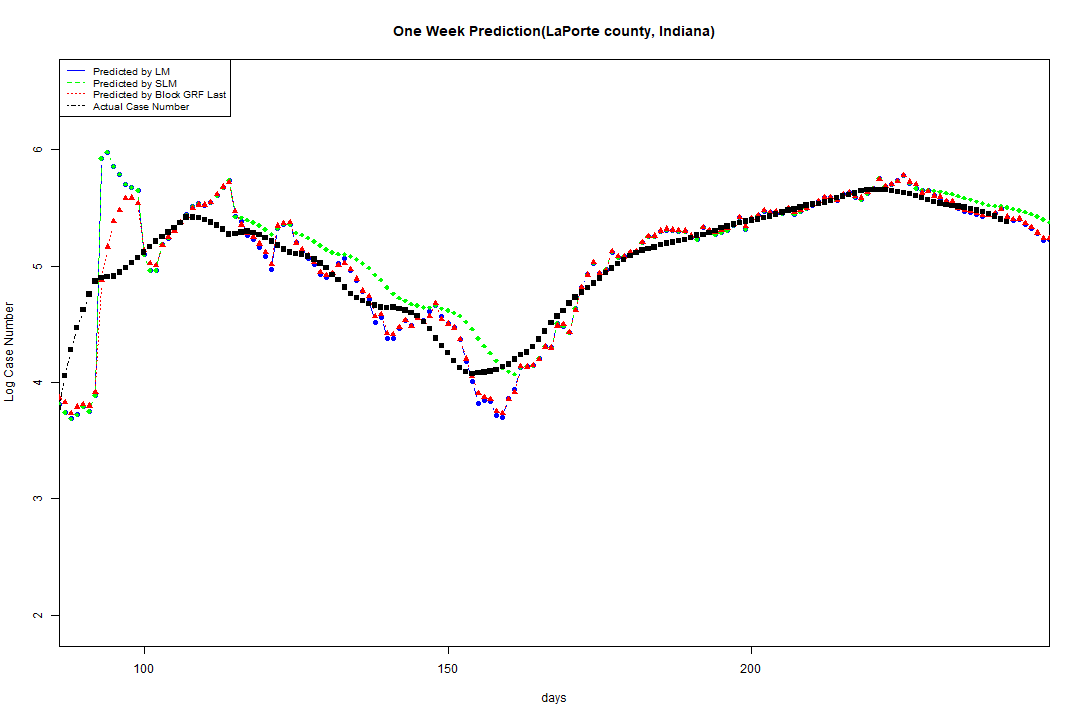 One Week Prediction(LaPorte county, Indiana)
Predicted by LM
Predicted by SLM
Predicted by Block GRF Last
Actual Case Number
6
5
4
3
2
Log Case Number
100 150 200
days